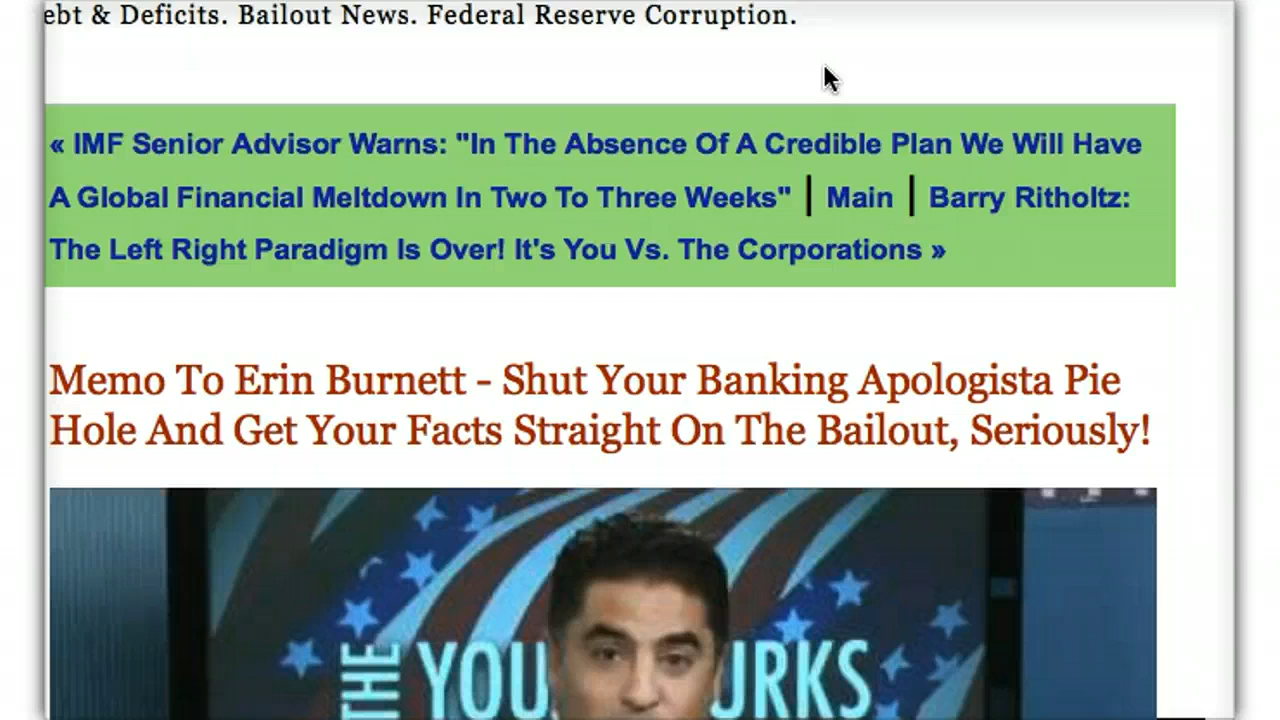 ebt & Deficits. Bailout News. Federal Reserve Corruption.
« IMF Senior Advisor Warns: "In The Absence Of A Credible Plan We Will Have
A Global Financial Meltdown In Two To Three Weeks" | Main | Barry Ritholtz:
The Left Right Paradigm Is Over! It's You Vs. The Corporations »
Memo To Erin Burnett - Shut Your Banking Apologista Pie
Hole And Get Your Facts Straight On The Bailout, Seriously!
THE YOU URKS